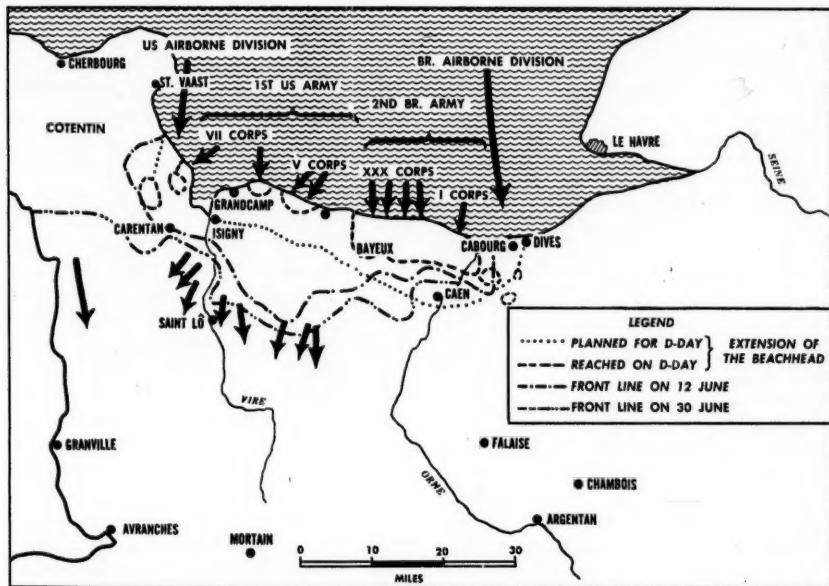 US AIRBORNE DIVISION
CHERBOURG
BR. AIRBORNE DIVISION
ST. VAAST
1ST US ARMY
2ND BR. ARMY
COTENTIN
VII CORPS
LE HAVRE
SEINE
V CORPS
XXX CORPS
I CORPS
GRANDCAMP
CARENTAN
ISIGNY
BAYEUX
CABOURG
DIVES
CAEN
SAINT LÔ
LEGEND
PLANNED FOR D-DAY
REACHED ON D-DAY
EXTENSION OF
THE BEACHHEAD
FRONT LINE ON 12 JUNE
FRONT LINE ON 30 JUNE
VIRE
GRANVILLE
FALAISE
ORME
CHAMBOIS
AVRANCHES
MORTAIN
ARGENTAN
0 10 20 30
MILES